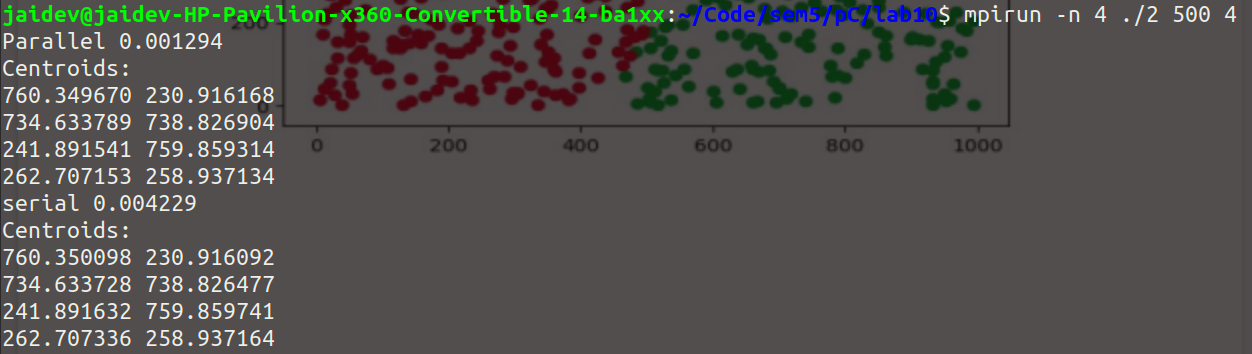 jaidev@jaidev-HP-Pavilion-x360-Convertible-14-ba1xx:~/Code/sem5/pC/lab10$ mpirun -n 4 ./2 500 4
Parallel 0.001294
Centroids:
760.349670 230.916168
734.633789 738.826904
241.891541 759.859314
262.707153 258.937134
serial 0.004229
Centroids:
760.350098 230.916092
734.633728 738.826477
241.891632 759.859741
262.707336 258.937164
200
0
0 200 400 600 800 1000